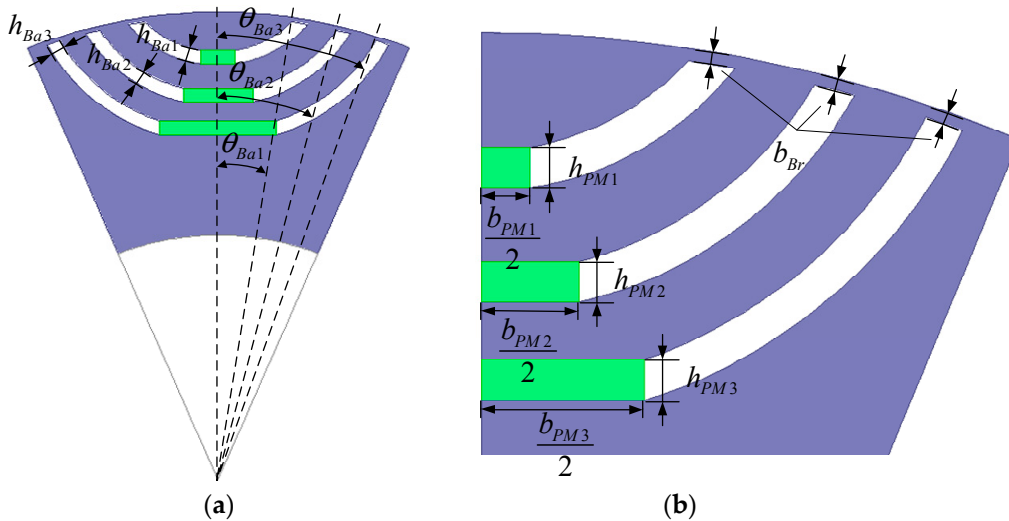 h_Ba3
h_Ba2
h_Ba1
θ_Ba3
θ_Ba2
θ_Ba1
(a)
b_Br
h_PM1
b_PM1
2
h_PM2
b_PM2
2
h_PM3
b_PM3
2
(b)